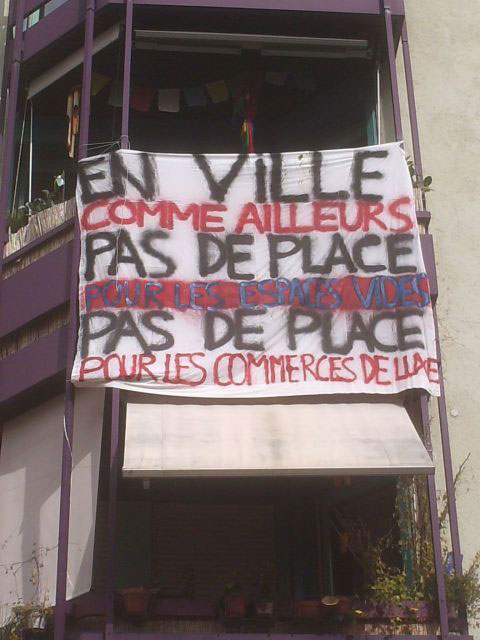 EN VILLE
COMME AILLEURS
PAS DE PLACE
POUR LES ESPACES VIDES
PAS DE PLACE
POUR LES COMMERCES DE LUXE